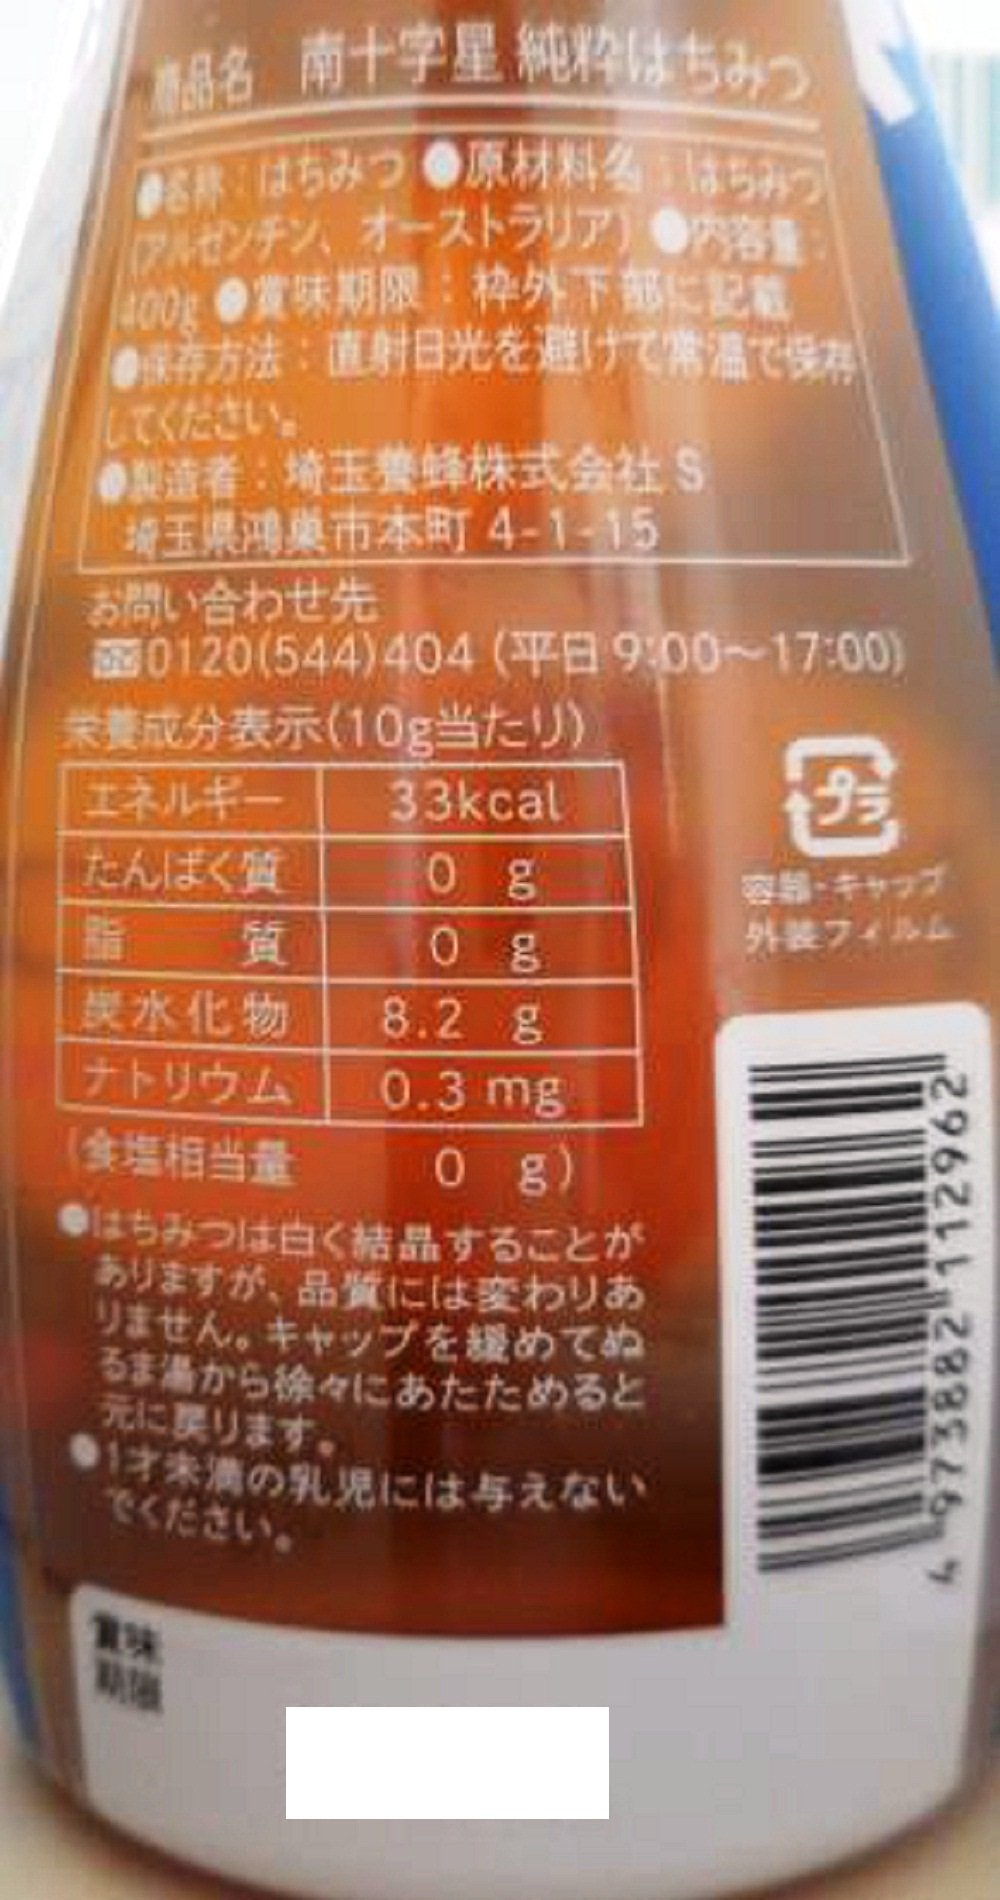 商品名 南十字星 純粋はちみつ
●名称：はちみつ ●原材料名：はちみつ
(アルゼンチン、オーストラリア) ●内容量：
400g ●賞味期限：枠外下部に記載
●保存方法：直射日光を避けて常温で保存
してください。
●製造者：埼玉養蜂株式会社 S
埼玉県鴻巣市本町 4-1-15
お問い合わせ先
0120(544)404 (平日 9:00～17:00)
栄養成分表示(10g当たり)
エネルギー 33kcal
たんぱく質 0 g
脂質 0 g
炭水化物 8.2 g
ナトリウム 0.3 mg
(食塩相当量 0 g)
プラ
容器・キャップ
外装フィルム
●はちみつは白く結晶することが
ありますが、品質には変わりあ
りません。キャップを緩めてぬ
るま湯から徐々にあたためると
元に戻ります。
●1才未満の乳児には与えない
でください。
4973882112962
賞味
期限